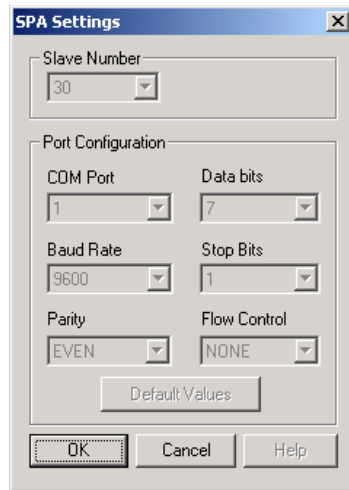 SPA Settings
Slave Number
30
Port Configuration
COM Port Data bits
1 7
Baud Rate Stop Bits
9600 1
Parity Flow Control
EVEN NONE
Default Values
OK Cancel Help